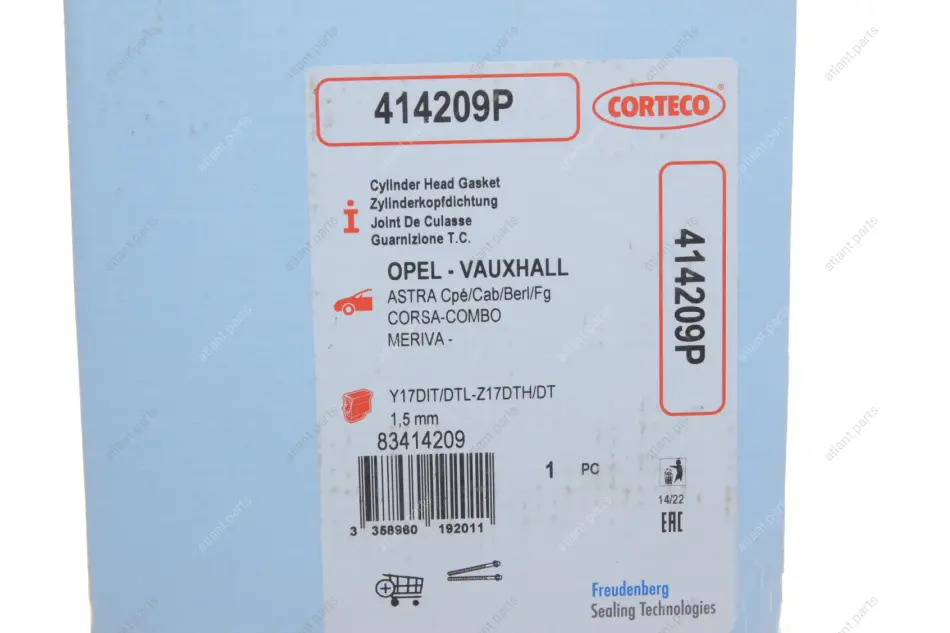 414209P
CORTECO®
Cylinder Head Gasket
Zylinderkopfdichtung
Joint De Culasse
Guarnizione T.C.
OPEL - VAUXHALL
ASTRA Cpé/Cab/Berl/Fg
CORSA-COMBO
MERIVA -
414209P
Y17DIT/DTL-Z17DTH/DT
1,5 mm
83414209
1 PC
3 358960 192011
14/22
EAC
Freudenberg
Sealing Technologies
atlant.parts